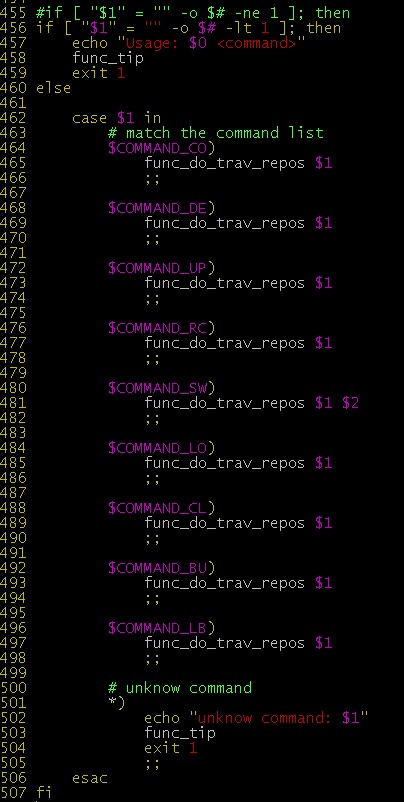 455 #if [ "$1" = "" -o $# -ne 1 ]; then
456 if [ "$1" = "" -o $# -lt 1 ]; then
457     echo "Usage: $0 <command>"
458     func_tip
459     exit 1
460 else
461
462     case $1 in
463         # match the command list
464         $COMMAND_CO)
465             func_do_trav_repos $1
466             ;;
467
468         $COMMAND_DE)
469             func_do_trav_repos $1
470             ;;
471
472         $COMMAND_UP)
473             func_do_trav_repos $1
474             ;;
475
476         $COMMAND_RC)
477             func_do_trav_repos $1
478             ;;
479
480         $COMMAND_SW)
481             func_do_trav_repos $1 $2
482             ;;
483
484         $COMMAND_LO)
485             func_do_trav_repos $1
486             ;;
487
488         $COMMAND_CL)
489             func_do_trav_repos $1
490             ;;
491
492         $COMMAND_BU)
493             func_do_trav_repos $1
494             ;;
495
496         $COMMAND_LB)
497             func_do_trav_repos $1
498             ;;
499
500         # unknow command
501         *)
502             echo "unknow command: $1"
503             func_tip
504             exit 1
505             ;;
506     esac
507 fi